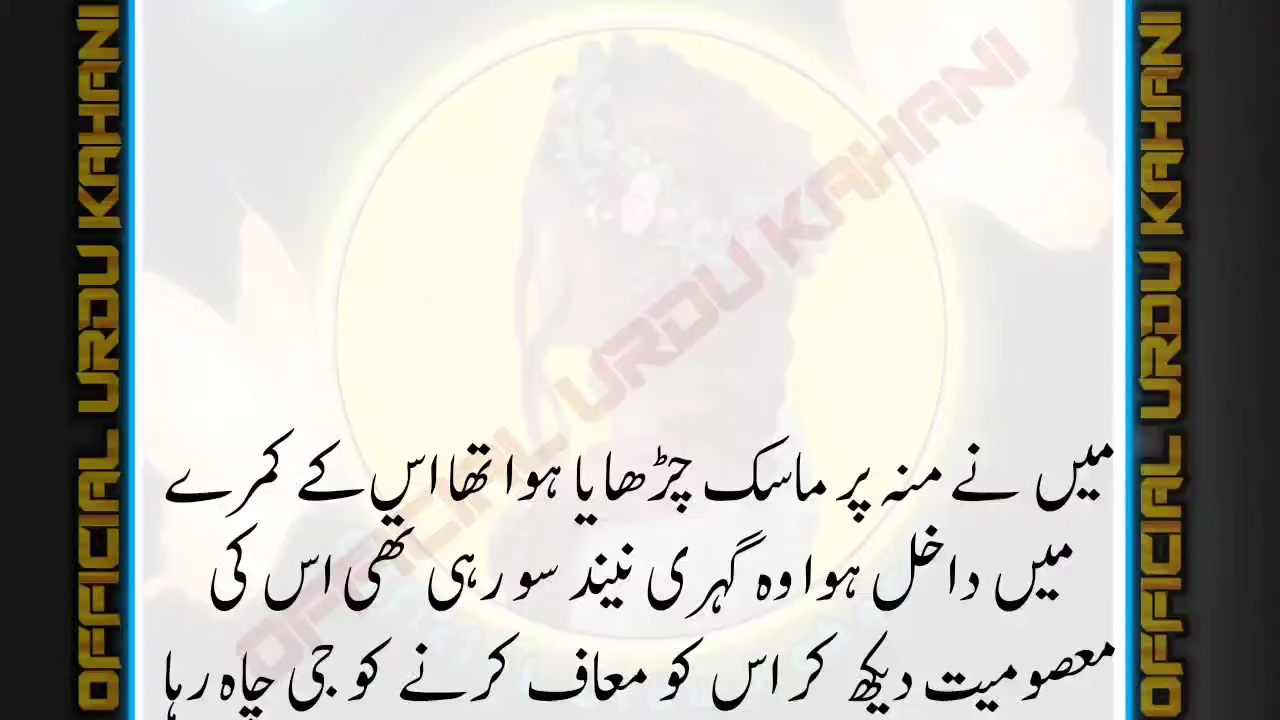 OFFICIAL URDU KAHANI
OFFICIAL URDU KAHANI
OFFICIAL URDU KAHANI
میں نے منہ پر ماسک چڑھایا ہوا تھا اس کے کمرے
میں داخل ہوا وہ گہری نیند سو رہی تھی اس کی
معصومیت دیکھ کر اس کو معاف کرنے کو جی چاہ رہا